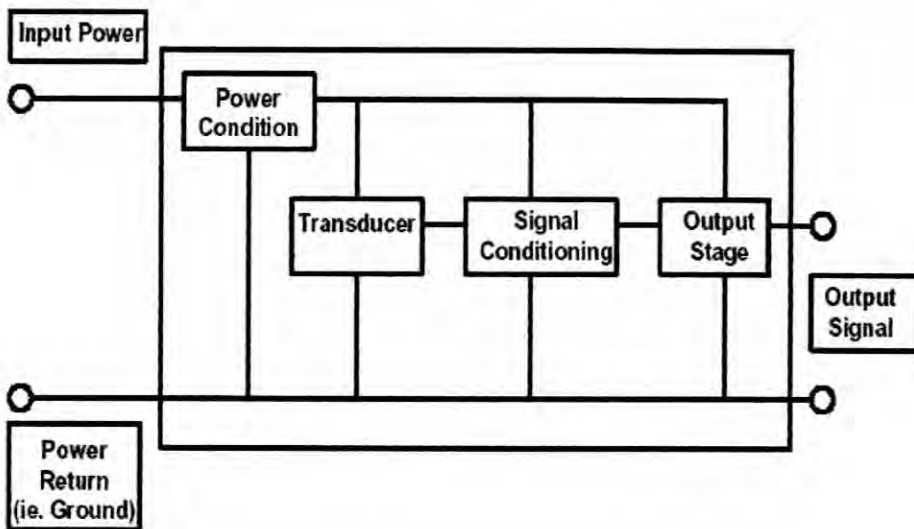 Input Power
Power
Condition
Transducer
Signal
Conditioning
Output
Stage
Output
Signal
Power
Return
(ie. Ground)